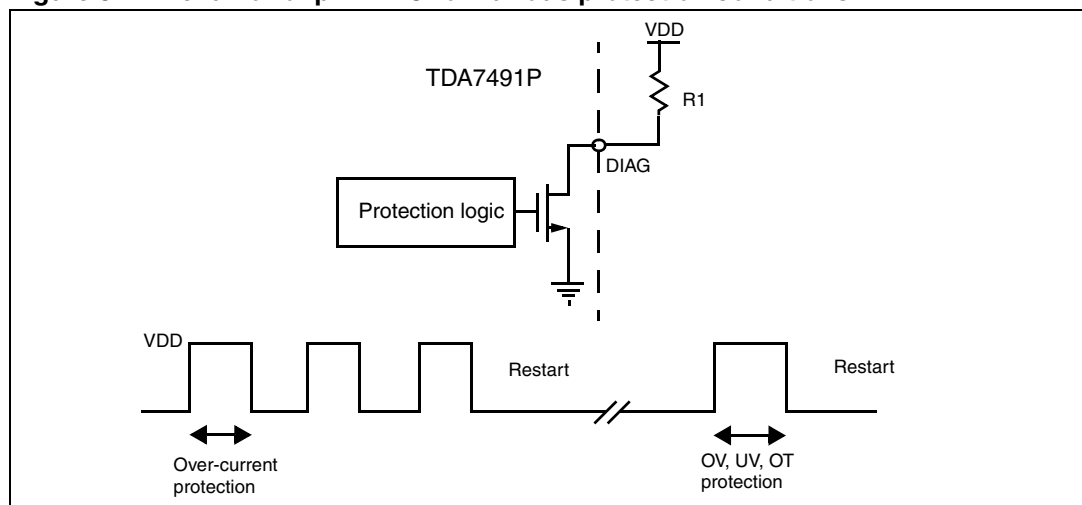 VDD
TDA7491P
R1
DIAG
Protection logic
VDD
Restart
Restart
Over-current
protection
OV, UV, OT
protection